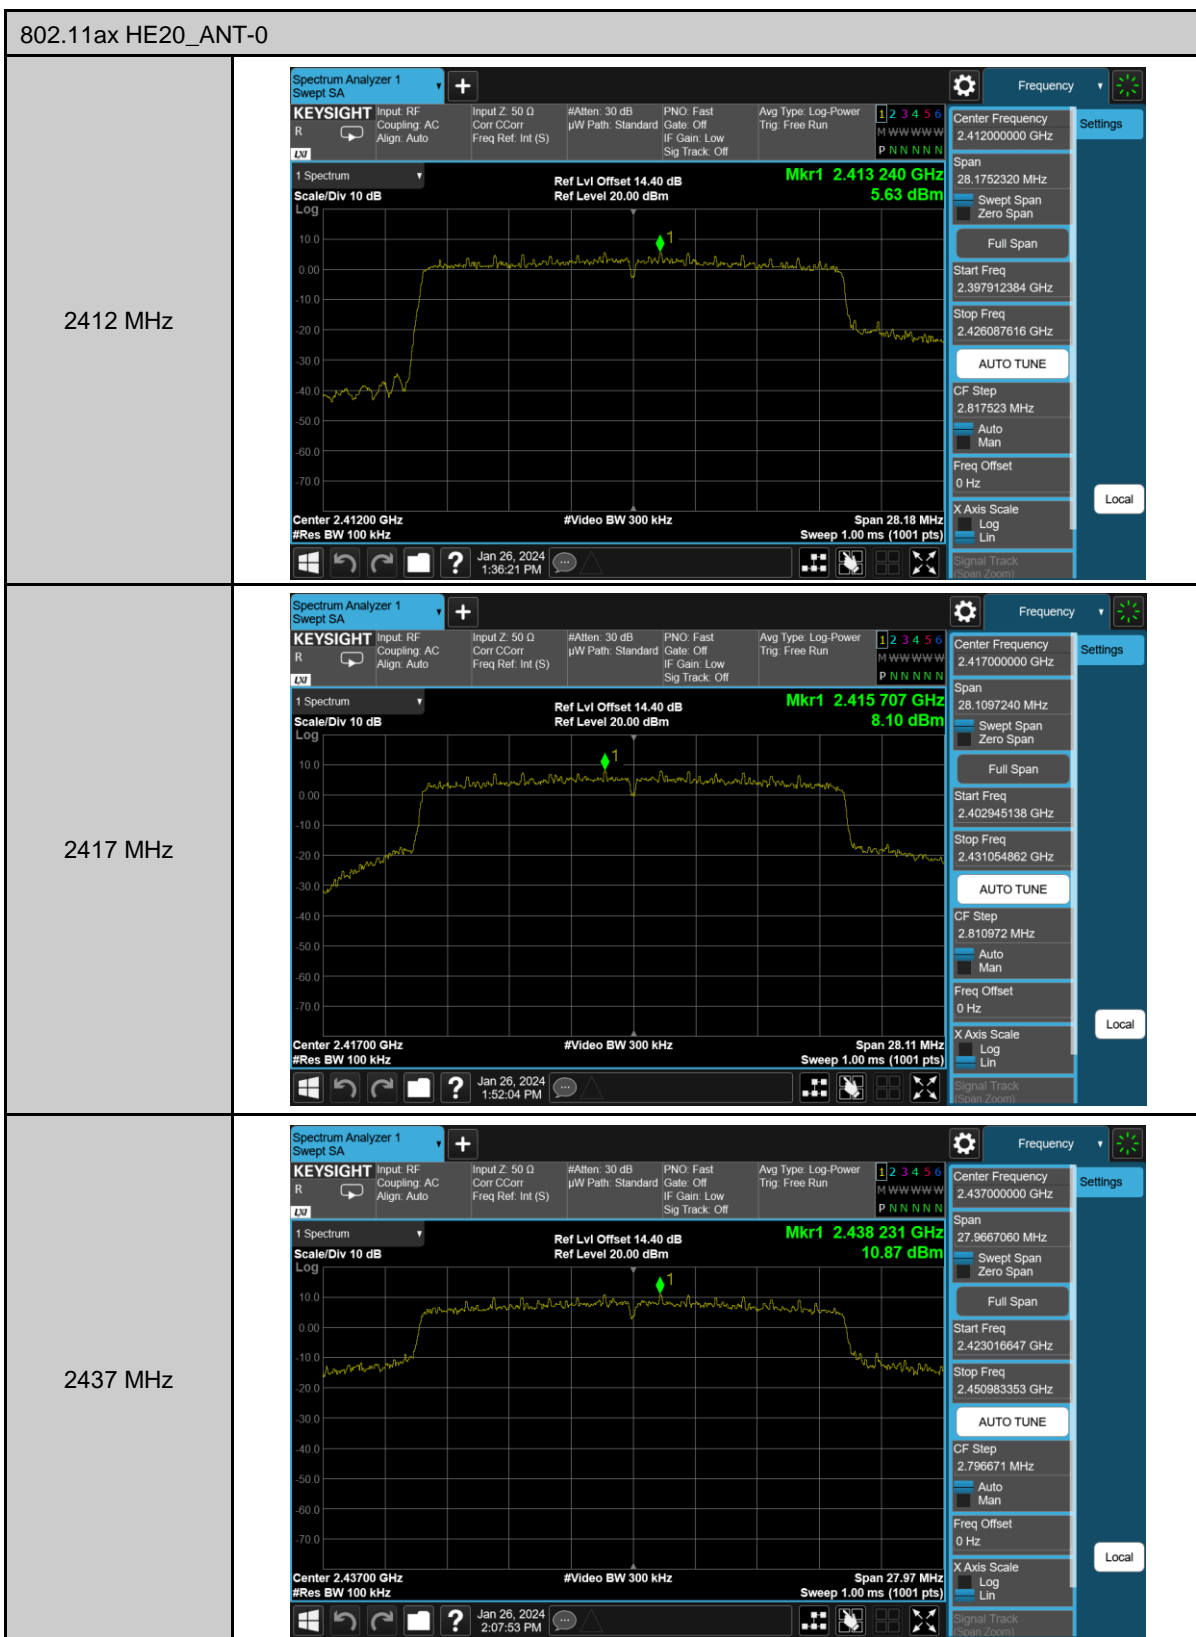 802.11ax HE20_ANT-0
2412 MHz
Spectrum Analyzer 1
Swept SA
+
Frequency
KEYSIGHT
R
LXI
Input: RF
Coupling: AC
Align: Auto
Input Z: 50 Ω
Corr CCorr
Freq Ref: Int (S)
#Atten: 30 dB
µW Path: Standard
PNO: Fast
Gate: Off
IF Gain: Low
Sig Track: Off
Avg Type: Log-Power
Trig: Free Run
1 2 3 4 5 6
M W W W W W
P N N N N N
1 Spectrum
Scale/Div 10 dB
Log
Ref Lvl Offset 14.40 dB
Ref Level 20.00 dBm
Mkr1 2.413 240 GHz
5.63 dBm
1
10.0
0.00
-10.0
-20.0
-30.0
-40.0
-50.0
-60.0
-70.0
Center 2.41200 GHz
#Res BW 100 kHz
#Video BW 300 kHz
Span 28.18 MHz
Sweep 1.00 ms (1001 pts)
?
Jan 26, 2024
1:36:21 PM
Center Frequency
2.412000000 GHz
Span
28.1752320 MHz
Swept Span
Zero Span
Full Span
Start Freq
2.397912384 GHz
Stop Freq
2.426087616 GHz
AUTO TUNE
CF Step
2.817523 MHz
Auto
Man
Freq Offset
0 Hz
X Axis Scale
Log
Lin
Signal Track
(Span Zoom)
Settings
Local
2417 MHz
Spectrum Analyzer 1
Swept SA
+
Frequency
KEYSIGHT
R
LXI
Input: RF
Coupling: AC
Align: Auto
Input Z: 50 Ω
Corr CCorr
Freq Ref: Int (S)
#Atten: 30 dB
µW Path: Standard
PNO: Fast
Gate: Off
IF Gain: Low
Sig Track: Off
Avg Type: Log-Power
Trig: Free Run
1 2 3 4 5 6
M W W W W W
P N N N N N
1 Spectrum
Scale/Div 10 dB
Log
Ref Lvl Offset 14.40 dB
Ref Level 20.00 dBm
Mkr1 2.415 707 GHz
8.10 dBm
1
10.0
0.00
-10.0
-20.0
-30.0
-40.0
-50.0
-60.0
-70.0
Center 2.41700 GHz
#Res BW 100 kHz
#Video BW 300 kHz
Span 28.11 MHz
Sweep 1.00 ms (1001 pts)
?
Jan 26, 2024
1:52:04 PM
Center Frequency
2.417000000 GHz
Span
28.1097240 MHz
Swept Span
Zero Span
Full Span
Start Freq
2.402945138 GHz
Stop Freq
2.431054862 GHz
AUTO TUNE
CF Step
2.810972 MHz
Auto
Man
Freq Offset
0 Hz
X Axis Scale
Log
Lin
Signal Track
(Span Zoom)
Settings
Local
2437 MHz
Spectrum Analyzer 1
Swept SA
+
Frequency
KEYSIGHT
R
LXI
Input: RF
Coupling: AC
Align: Auto
Input Z: 50 Ω
Corr CCorr
Freq Ref: Int (S)
#Atten: 30 dB
µW Path: Standard
PNO: Fast
Gate: Off
IF Gain: Low
Sig Track: Off
Avg Type: Log-Power
Trig: Free Run
1 2 3 4 5 6
M W W W W W
P N N N N N
1 Spectrum
Scale/Div 10 dB
Log
Ref Lvl Offset 14.40 dB
Ref Level 20.00 dBm
Mkr1 2.438 231 GHz
10.87 dBm
1
10.0
0.00
-10.0
-20.0
-30.0
-40.0
-50.0
-60.0
-70.0
Center 2.43700 GHz
#Res BW 100 kHz
#Video BW 300 kHz
Span 27.97 MHz
Sweep 1.00 ms (1001 pts)
?
Jan 26, 2024
2:07:53 PM
Center Frequency
2.437000000 GHz
Span
27.9667060 MHz
Swept Span
Zero Span
Full Span
Start Freq
2.423016647 GHz
Stop Freq
2.450983353 GHz
AUTO TUNE
CF Step
2.796671 MHz
Auto
Man
Freq Offset
0 Hz
X Axis Scale
Log
Lin
Signal Track
(Span Zoom)
Settings
Local